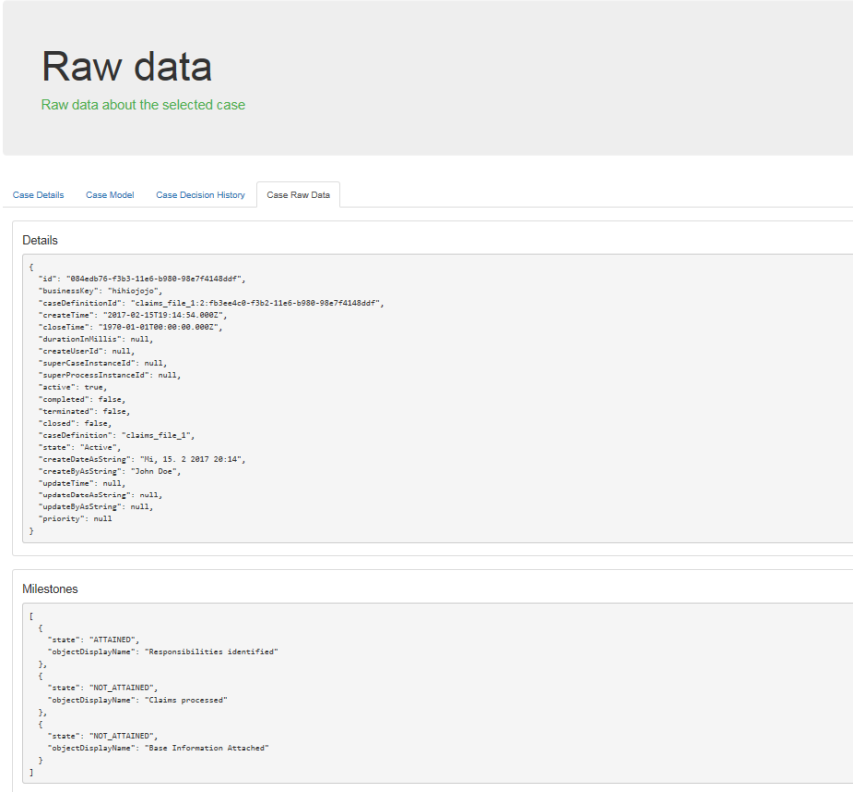 Raw data
Raw data about the selected case
Case Details Case Model Case Decision History Case Raw Data
Details
{
"id": "084edb76-f3b3-11e6-b980-98e7f4148ddf",
"businessKey": "hihiojojo",
"caseDefinitionId": "claims_file_1:2:fb3ee4c0-f3b2-11e6-b980-98e7f4148ddf",
"createTime": "2017-02-15T19:14:54.000Z",
"closeTime": "1970-01-01T00:00:00.000Z",
"durationInMillis": null,
"createUserId": null,
"superCaseInstanceId": null,
"superProcessInstanceId": null,
"active": true,
"completed": false,
"terminated": false,
"closed": false,
"caseDefinition": "claims_file_1",
"state": "Active",
"createDateAsString": "Mi, 15. 2 2017 20:14",
"createByAsString": "John Doe",
"updateTime": null,
"updateDateAsString": null,
"updateByAsString": null,
"priority": null
}
Milestones
[
{
"state": "ATTAINED",
"objectDisplayName": "Responsibilities identified"
},
{
"state": "NOT_ATTAINED",
"objectDisplayName": "Claims processed"
},
{
"state": "NOT_ATTAINED",
"objectDisplayName": "Base Information Attached"
}
]